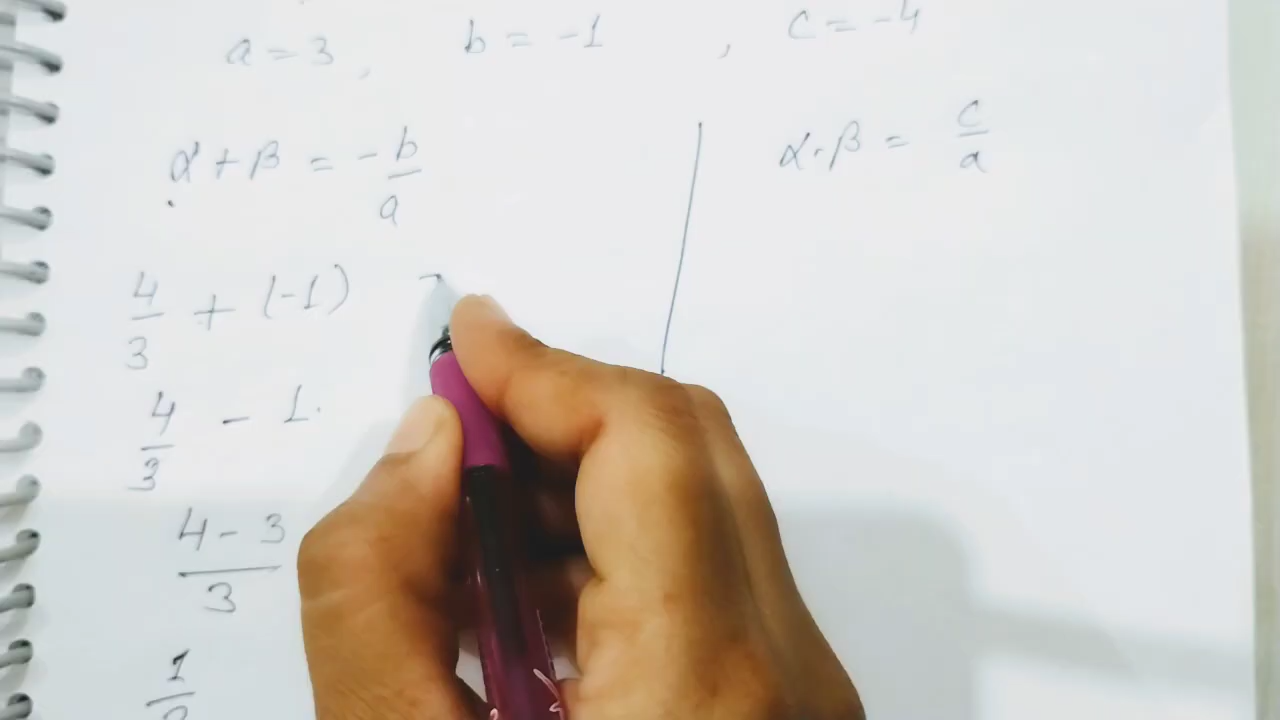 a = 3, b = -1, c = -4
α + β = - b/a
α · β = c/a
4/3 + (-1)
4/3 - 1.
4 - 3 / 3
1